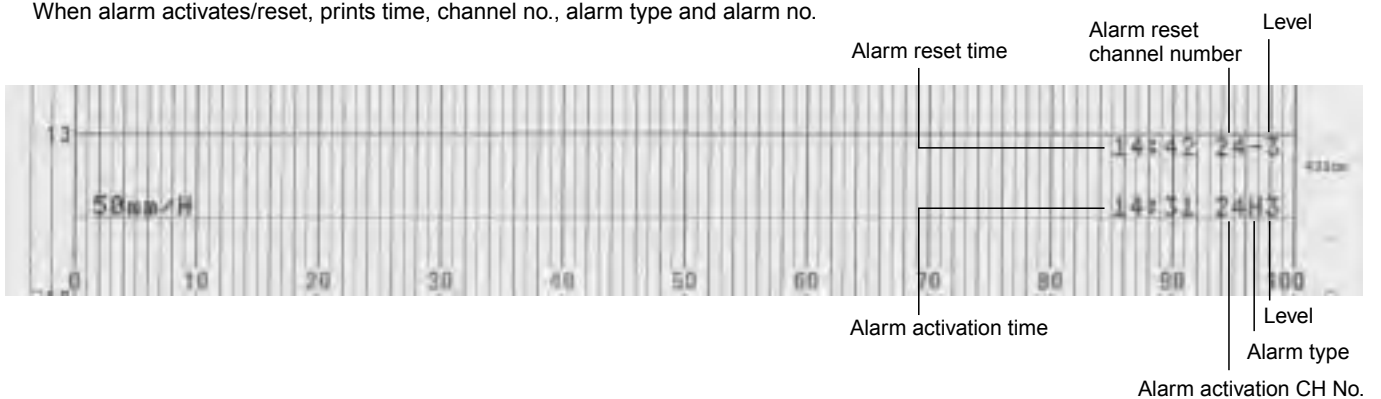 When alarm activates/reset, prints time, channel no., alarm type and alarm no.
Level
Alarm reset
channel number
Alarm reset time
13
14:42 24-3
50mm/H
14:31 24H3
0 10 20 30 40 50 60 70 80 90 100
Alarm activation time
Level
Alarm type
Alarm activation CH No.